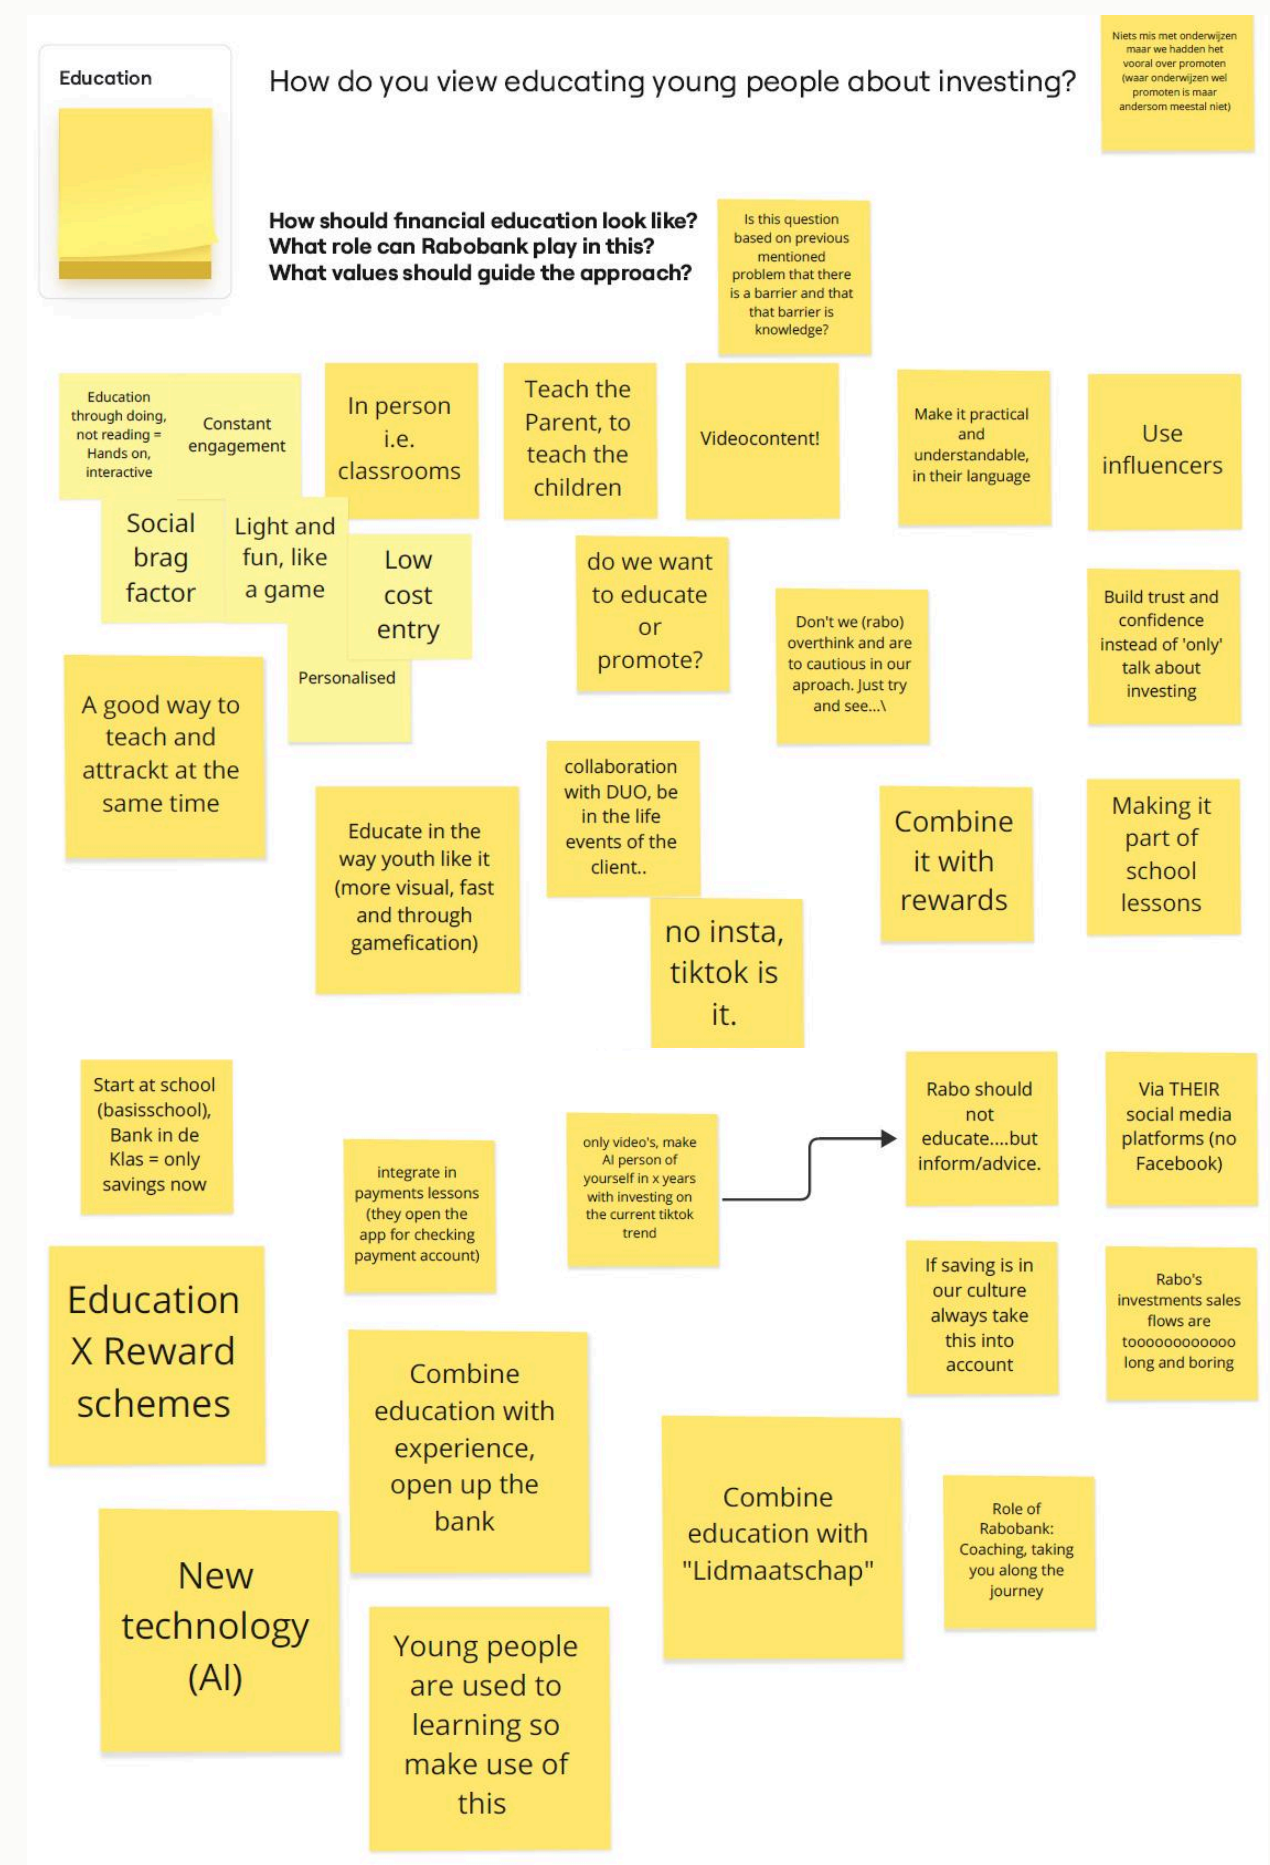 Education
How do you view educating young people about investing?
Niets mis met onderwijzen
maar we hadden het
vooral over promoten
(waar onderwijzen wel
promoten is maar
andersom meestal niet)
How should financial education look like?
What role can Rabobank play in this?
What values should guide the approach?
Is this question
based on previous
mentioned
problem that there
is a barrier and that
that barrier is
knowledge?
Education
through doing,
not reading =
Hands on,
interactive
Constant
engagement
In person
i.e.
classrooms
Teach the
Parent, to
teach the
children
Videocontent!
Make it practical
and
understandable,
in their language
Use
influencers
Social
brag
factor
Light and
fun, like
a game
Low
cost
entry
Personalised
do we want
to educate
or
promote?
Don't we (rabo)
overthink and are
to cautious in our
aproach. Just try
and see...\
Build trust and
confidence
instead of 'only'
talk about
investing
A good way to
teach and
attrackt at the
same time
Educate in the
way youth like it
(more visual, fast
and through
gamefication)
collaboration
with DUO, be
in the life
events of the
client..
no insta,
tiktok is
it.
Combine
it with
rewards
Making it
part of
school
lessons
Start at school
(basisschool),
Bank in de
Klas = only
savings now
integrate in
payments lessons
(they open the
app for checking
payment account)
only video's, make
AI person of
yourself in x years
with investing on
the current tiktok
trend
Rabo should
not
educate....but
inform/advice.
Via THEIR
social media
platforms (no
Facebook)
Education
X Reward
schemes
Combine
education with
experience,
open up the
bank
If saving is in
our culture
always take
this into
account
Rabo's
investments sales
flows are
toooooooooooo
long and boring
Combine
education with
"Lidmaatschap"
Role of
Rabobank:
Coaching, taking
you along the
journey
New
technology
(AI)
Young people
are used to
learning so
make use of
this